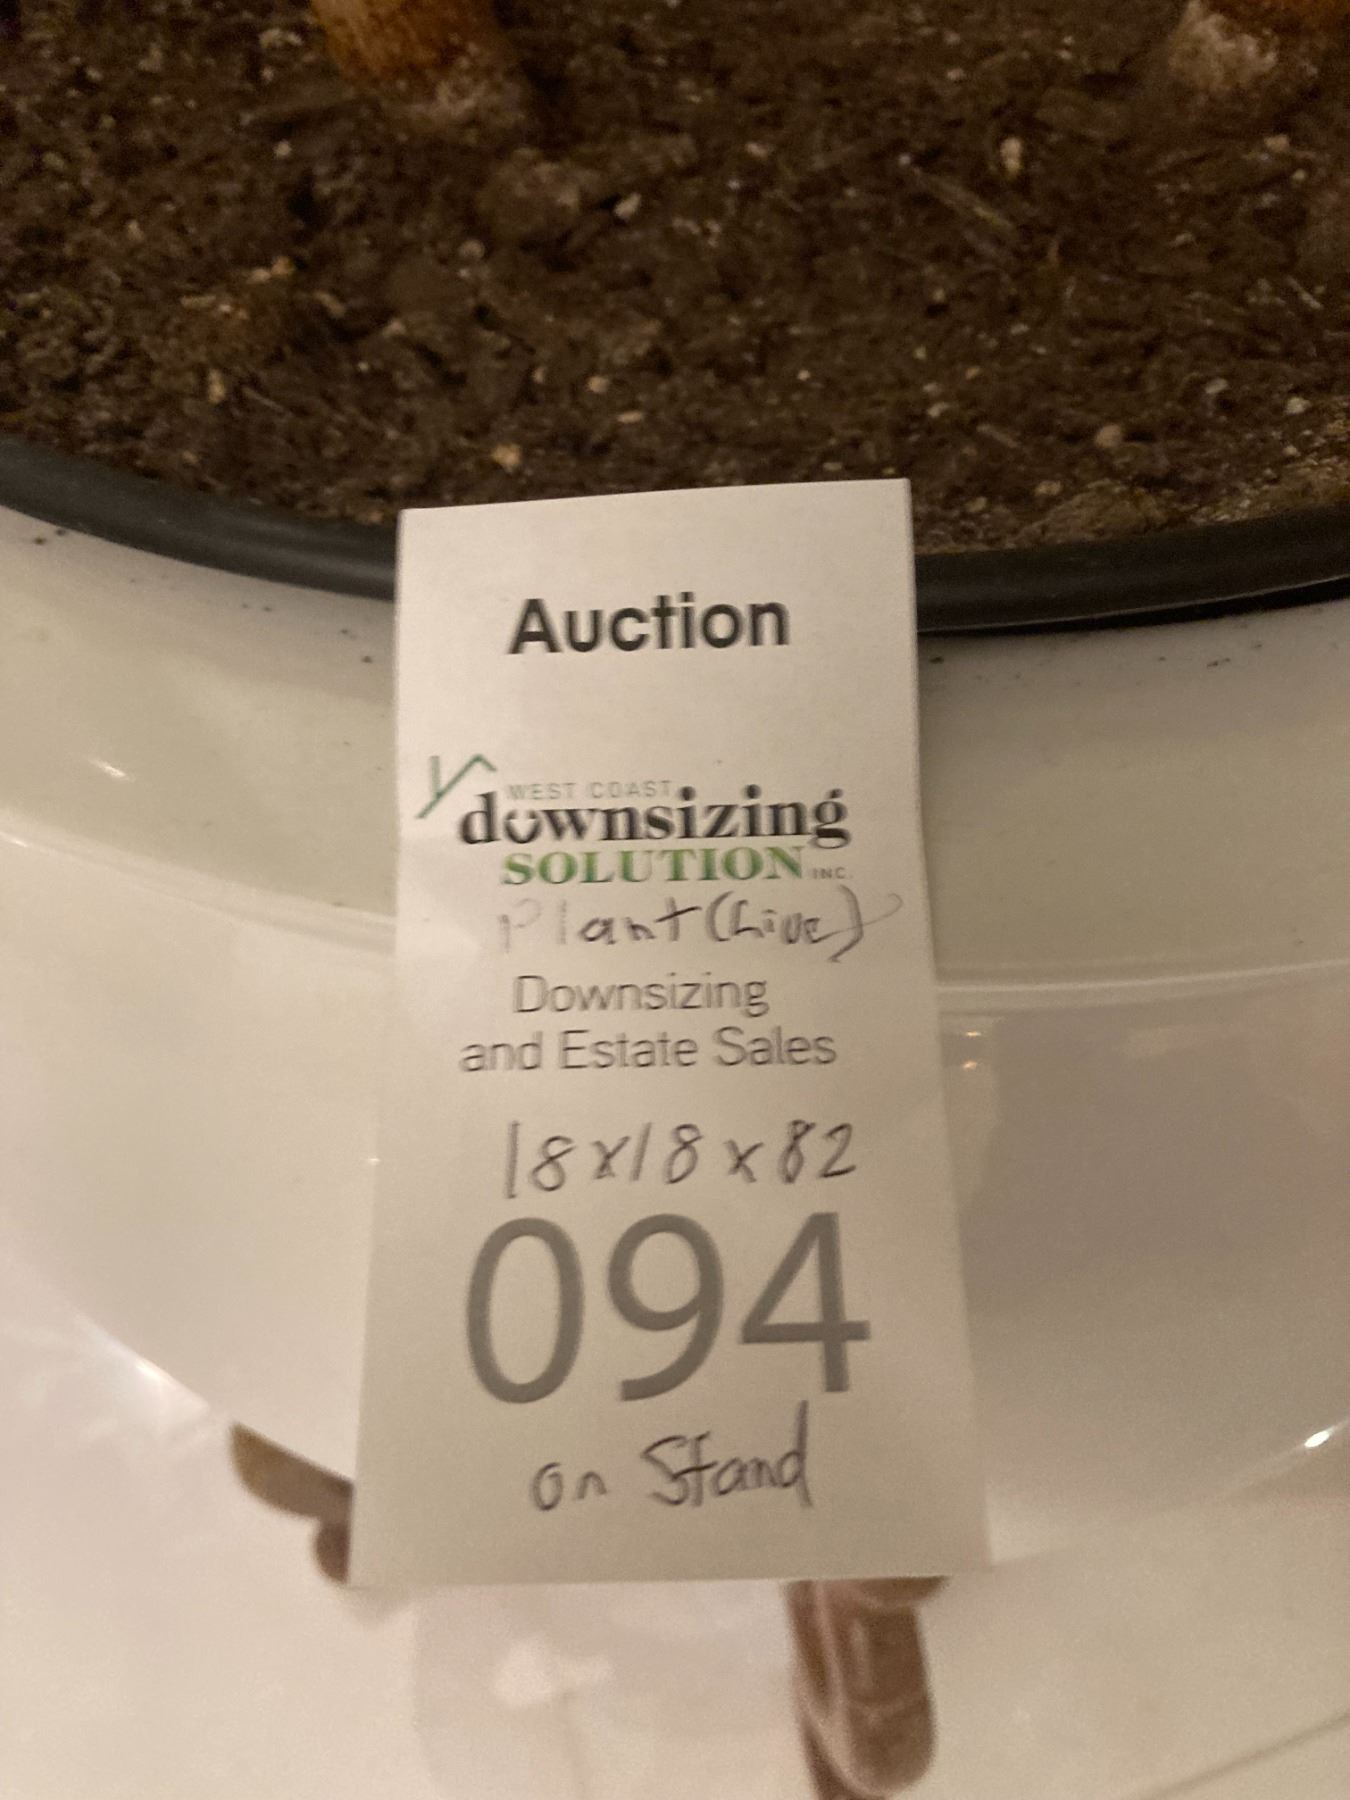 Auction
WEST COAST
downsizing
SOLUTION INC.
Plant (Live)
Downsizing
and Estate Sales
18x18x82
094
on Stand